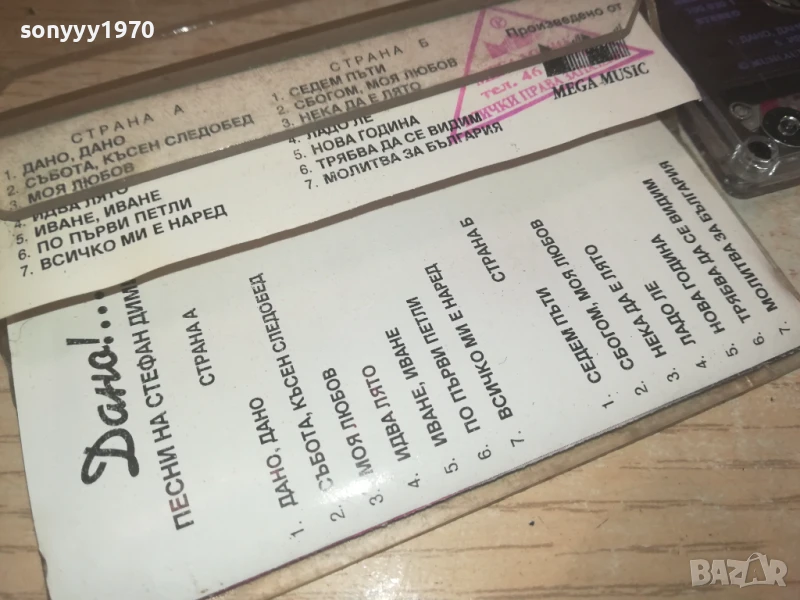 sonyyy1970
СТРАНА А
1. ДАНО, ДАНО
2. СЪБОТА, КЪСЕН СЛЕДОБЕД
3. МОЯ ЛЮБОВ
4. ИДВА ЛЯТО
5. ИВАНЕ, ИВАНЕ
6. ПО ПЪРВИ ПЕТЛИ
7. ВСИЧКО МИ Е НАРЕД
СТРАНА Б
1. СЕДЕМ ПЪТИ
2. СБОГОМ, МОЯ ЛЮБОВ
3. НЕКА ДА Е ЛЯТО
4. ЛАДО ЛЕ
5. НОВА ГОДИНА
6. ТРЯБВА ДА СЕ ВИДИМ
7. МОЛИТВА ЗА БЪЛГАРИЯ
Произведено от
тел. 46
ПРАВА
MEGA MUSIC
Дано!...
ПЕСНИ НА СТЕФАН ДИМ
СТРАНА А
1. ДАНО, ДАНО
2. СЪБОТА, КЪСЕН СЛЕДОБЕД
3. МОЯ ЛЮБОВ
4. ИДВА ЛЯТО
5. ИВАНЕ, ИВАНЕ
6. ПО ПЪРВИ ПЕТЛИ
7. ВСИЧКО МИ Е НАРЕД
СТРАНА Б
1. СЕДЕМ ПЪТИ
2. СБОГОМ, МОЯ ЛЮБОВ
3. НЕКА ДА Е ЛЯТО
4. ЛАДО ЛЕ
5. НОВА ГОДИНА
6. ТРЯБВА ДА СЕ ВИДИМ
7. МОЛИТВА ЗА БЪЛГАРИЯ
BAZAR